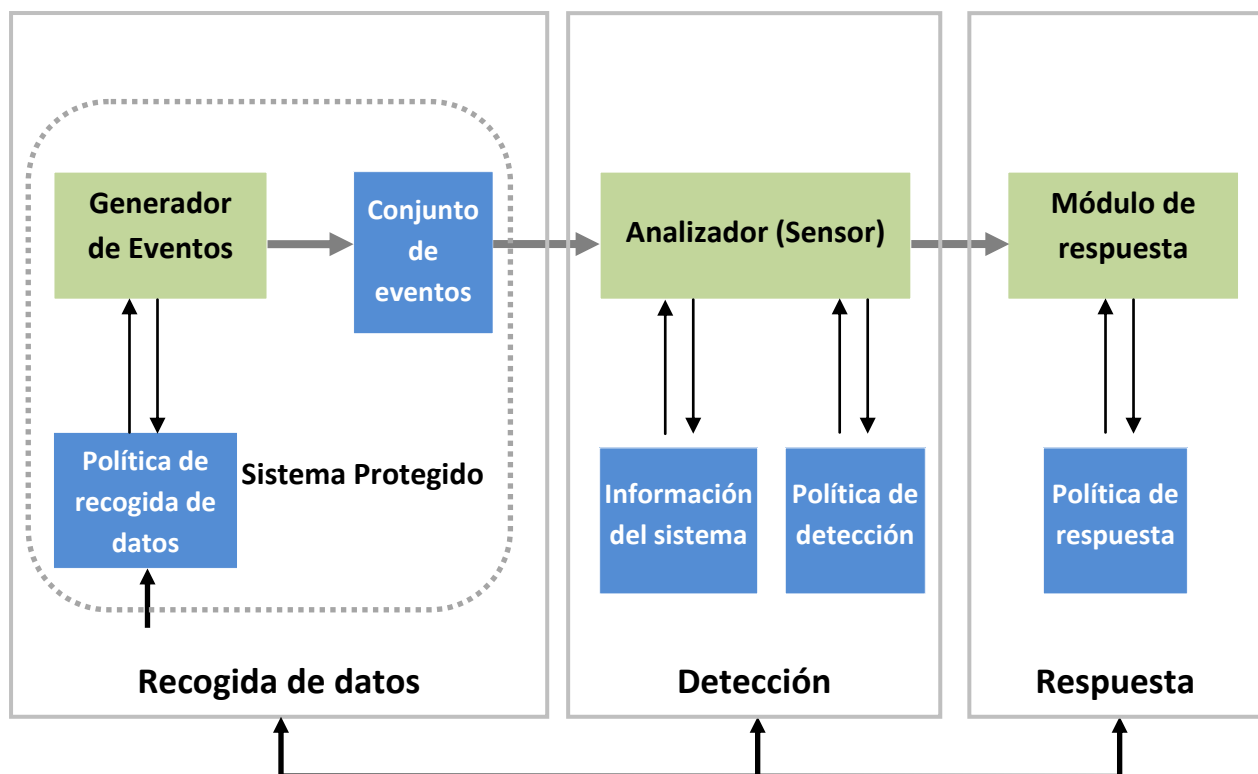 Generador
de Eventos
Conjunto
de
eventos
Analizador (Sensor)
Módulo de
respuesta
Política de
recogida de
datos
Sistema Protegido
Información
del sistema
Política de
detección
Política de
respuesta
Recogida de datos
Detección
Respuesta